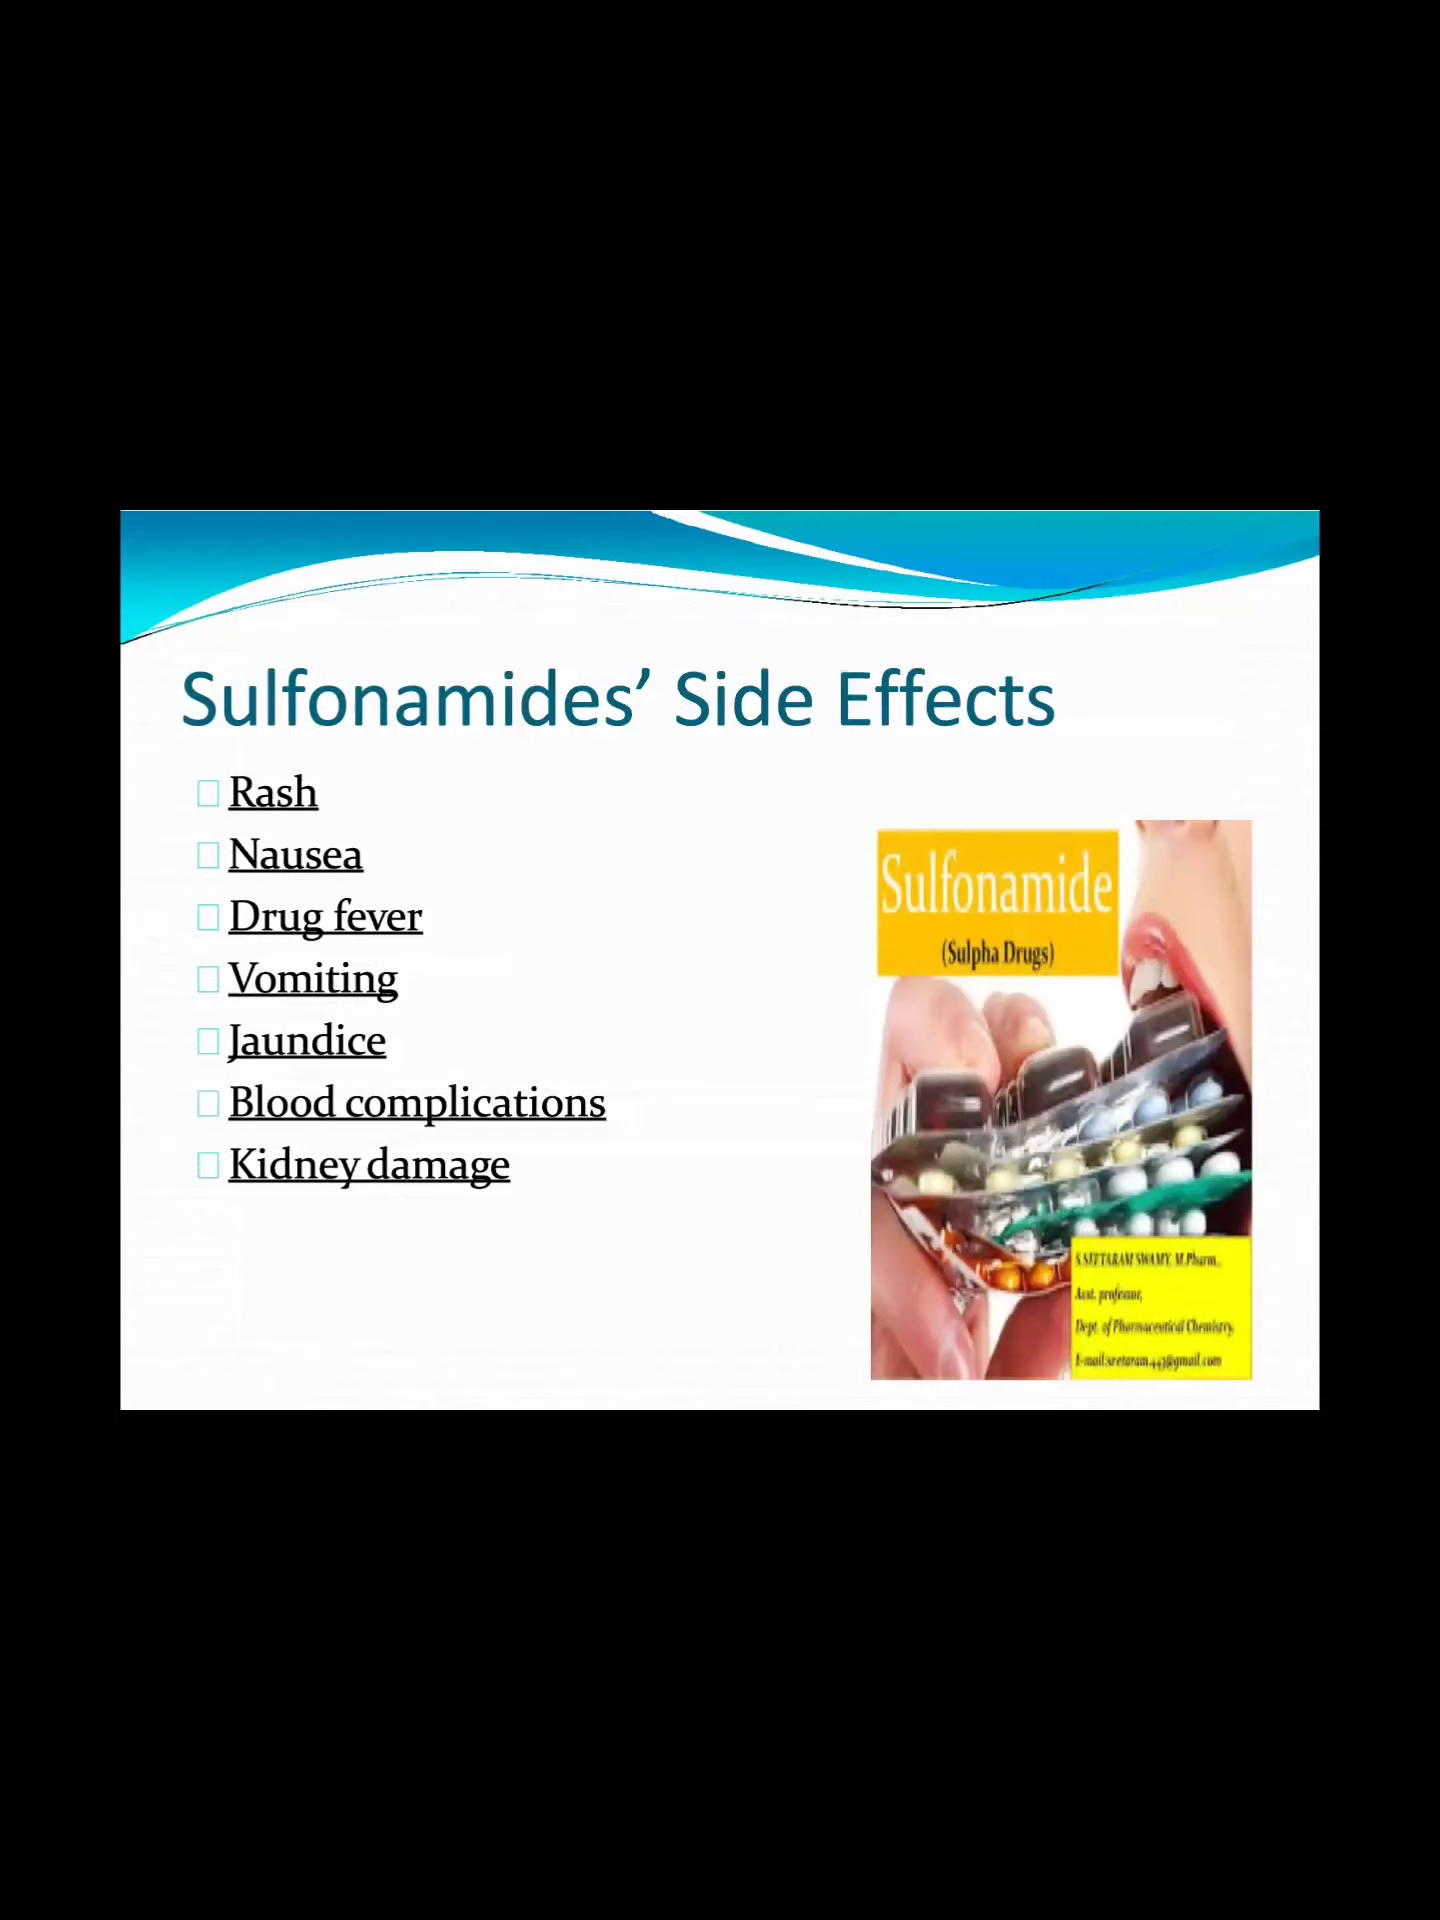 Sulfonamides’ Side Effects
Rash
Nausea
Drug fever
Vomiting
Jaundice
Blood complications
Kidney damage
Sulfonamide
(Sulpha Drugs)
S.SEETARAM SWAMY, M.Pharm.,
Asst. professor,
Dept. of Pharmaceutical Chemistry,
E-mail:seetaram.443@gmail.com